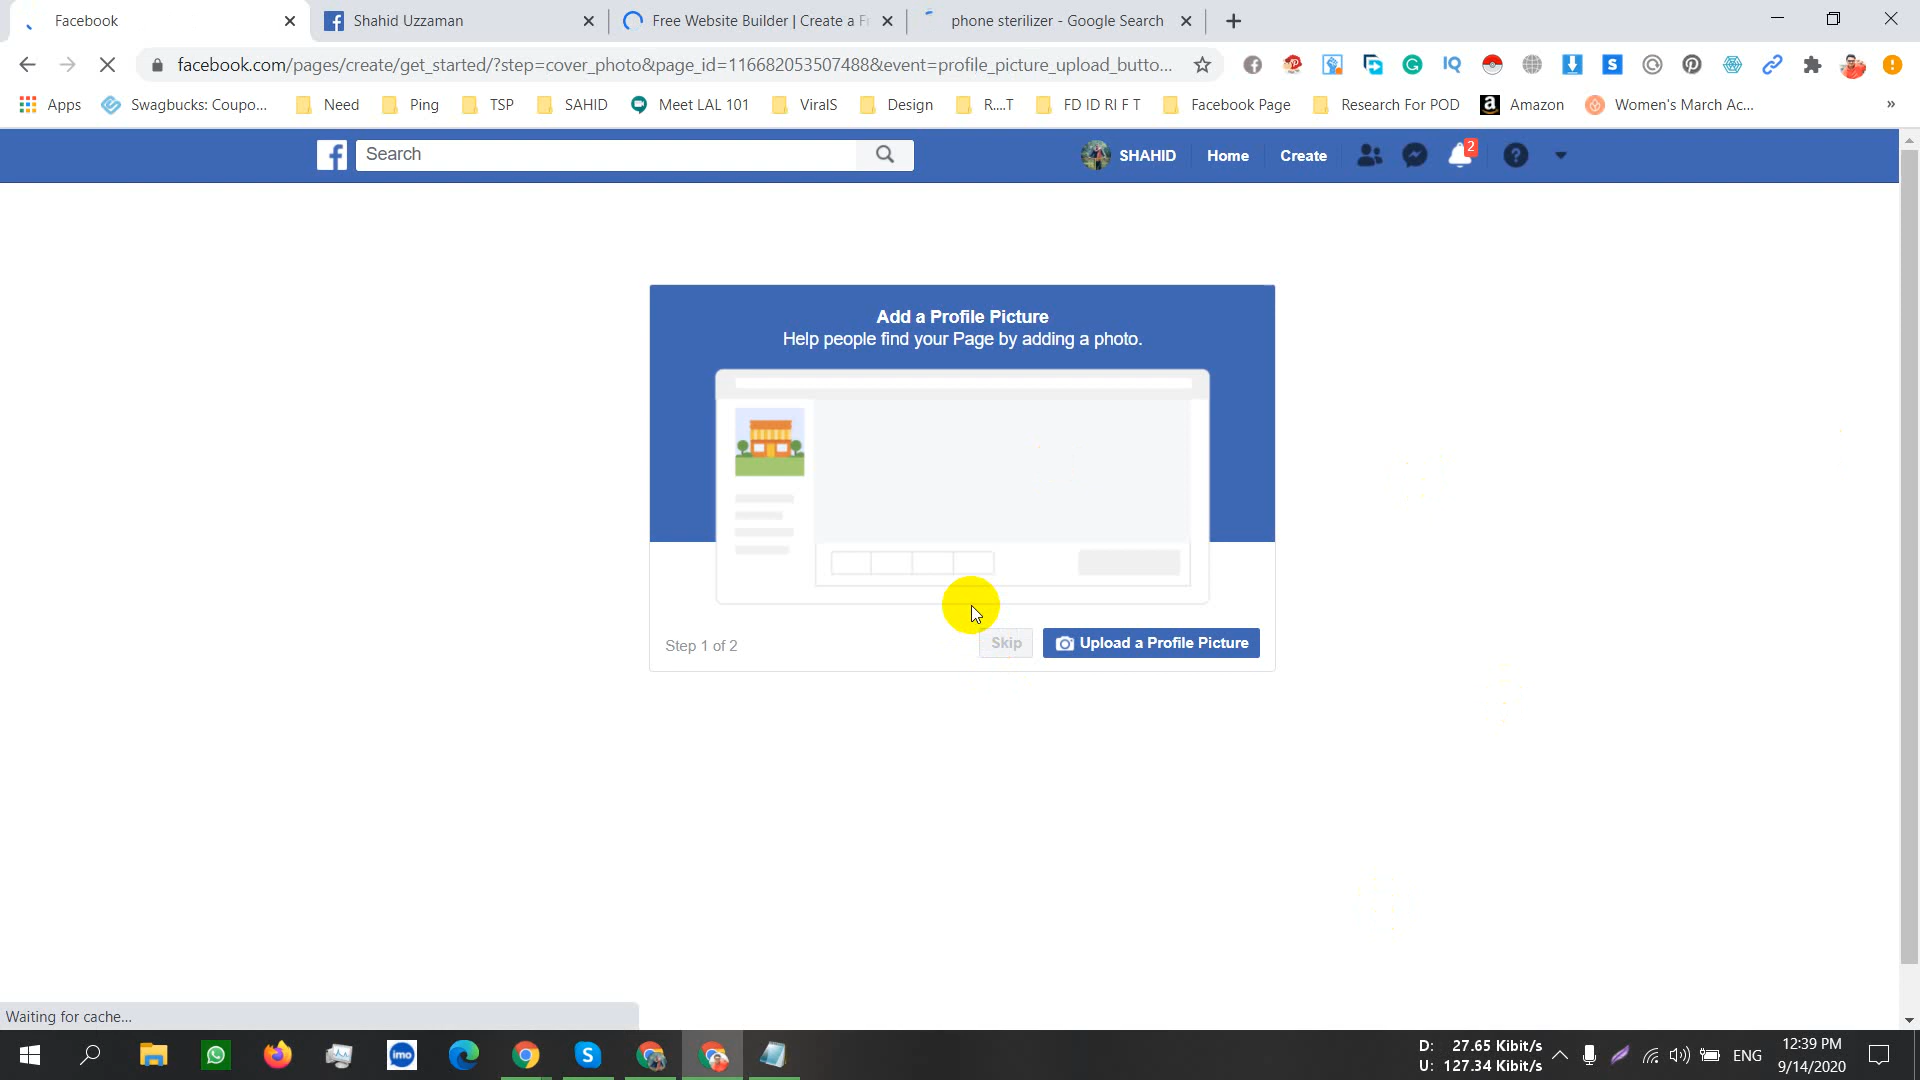 Facebook
Shahid Uzzaman
Free Website Builder | Create a Fr
phone sterilizer - Google Search
facebook.com/pages/create/get_started/?step=cover_photo&page_id=116682053507488&event=profile_picture_upload_butto...
Apps
Swagbucks: Coupo...
Need
Ping
TSP
SAHID
Meet LAL 101
ViralS
Design
R....T
FD ID RI F T
Facebook Page
Research For POD
Amazon
Women's March Ac...
»
Search
SHAHID
Home
Create
2
Add a Profile Picture
Help people find your Page by adding a photo.
Step 1 of 2
Skip
Upload a Profile Picture
Waiting for cache...
D: 27.65 Kibit/s
U: 127.34 Kibit/s
ENG
12:39 PM
9/14/2020